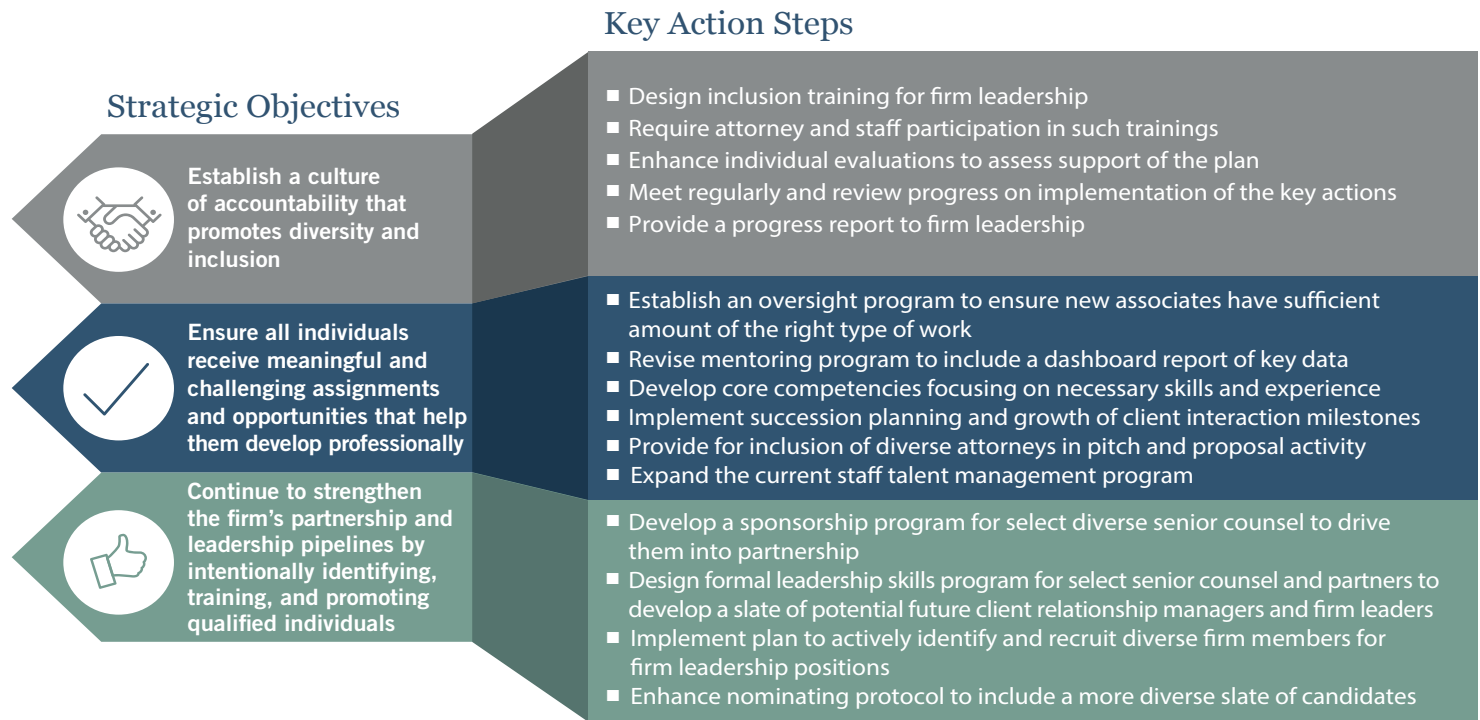 Key Action Steps
Strategic Objectives
Establish a culture
of accountability that
promotes diversity and
inclusion
■ Design inclusion training for firm leadership
■ Require attorney and staff participation in such trainings
■ Enhance individual evaluations to assess support of the plan
■ Meet regularly and review progress on implementation of the key actions
■ Provide a progress report to firm leadership
Ensure all individuals
receive meaningful and
challenging assignments
and opportunities that help
them develop professionally
■ Establish an oversight program to ensure new associates have sufficient
amount of the right type of work
■ Revise mentoring program to include a dashboard report of key data
■ Develop core competencies focusing on necessary skills and experience
■ Implement succession planning and growth of client interaction milestones
■ Provide for inclusion of diverse attorneys in pitch and proposal activity
■ Expand the current staff talent management program
Continue to strengthen
the firm's partnership and
leadership pipelines by
intentionally identifying,
training, and promoting
qualified individuals
■ Develop a sponsorship program for select diverse senior counsel to drive
them into partnership
■ Design formal leadership skills program for select senior counsel and partners to
develop a slate of potential future client relationship managers and firm leaders
■ Implement plan to actively identify and recruit diverse firm members for
firm leadership positions
■ Enhance nominating protocol to include a more diverse slate of candidates